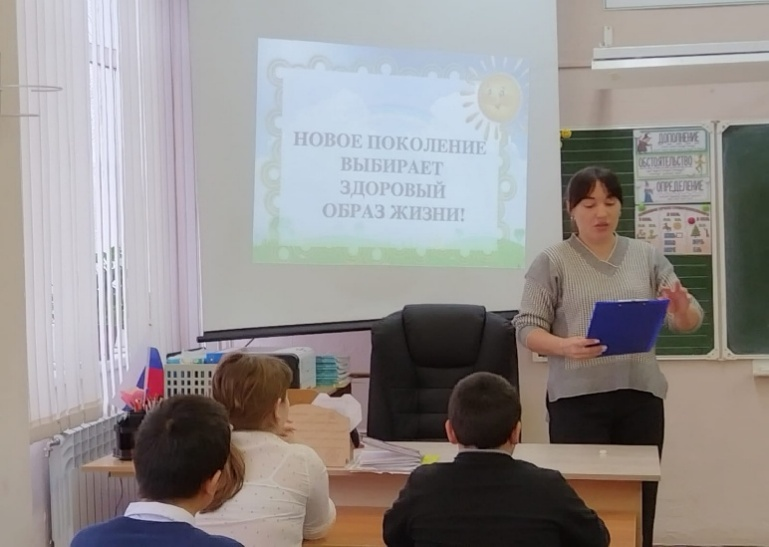 НОВОЕ ПОКОЛЕНИЕ
ВЫБИРАЕТ
ЗДОРОВЫЙ
ОБРАЗ ЖИЗНИ!
ДОПОЛНЕНИЕ
ОБСТОЯТЕЛЬСТВО
ОПРЕДЕЛЕНИЕ